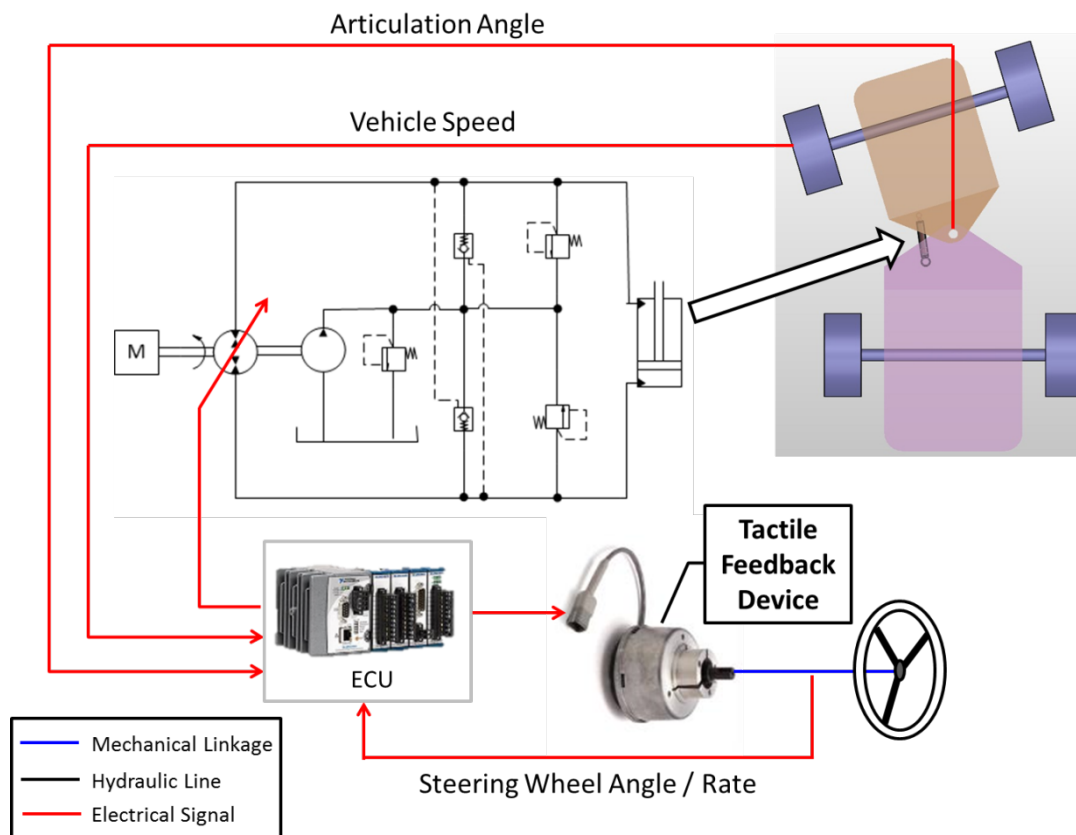 Articulation Angle
Vehicle Speed
M
Tactile
Feedback
Device
ECU
Mechanical Linkage
Hydraulic Line
Electrical Signal
Steering Wheel Angle / Rate